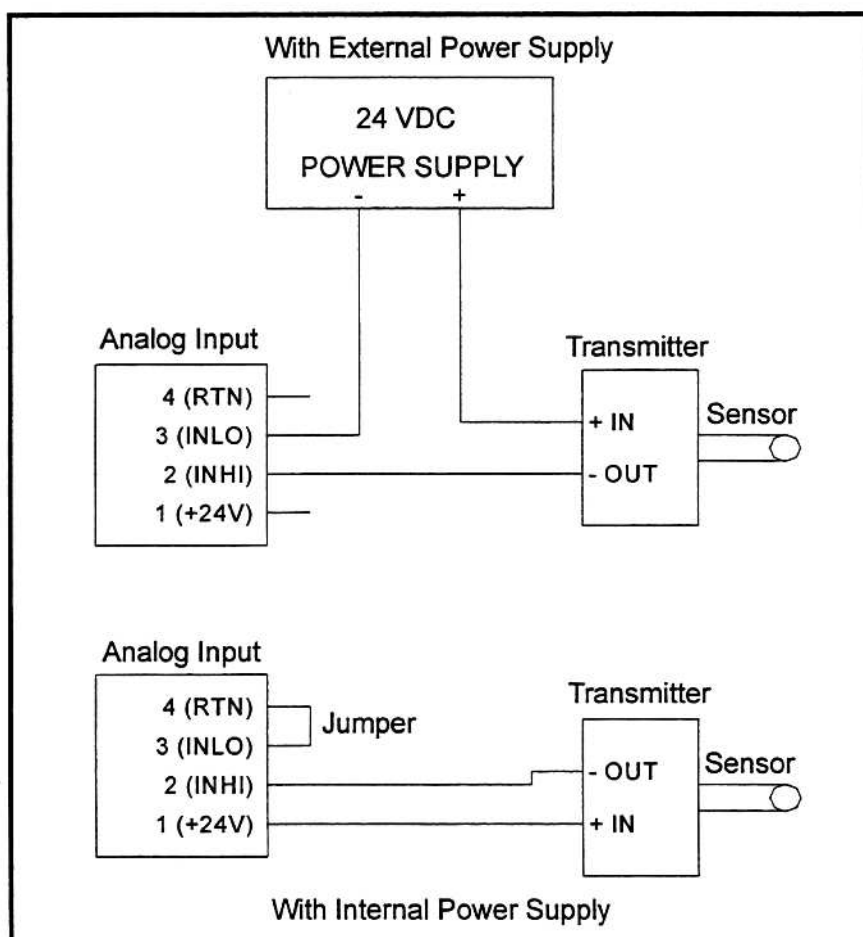 With External Power Supply
24 VDC
POWER SUPPLY
- +
Analog Input
Transmitter
4 (RTN)
3 (INLO)
2 (INHI)
1 (+24V)
+ IN
- OUT
Sensor
Analog Input
Transmitter
4 (RTN)
3 (INLO)
2 (INHI)
1 (+24V)
Jumper
- OUT
+ IN
Sensor
With Internal Power Supply